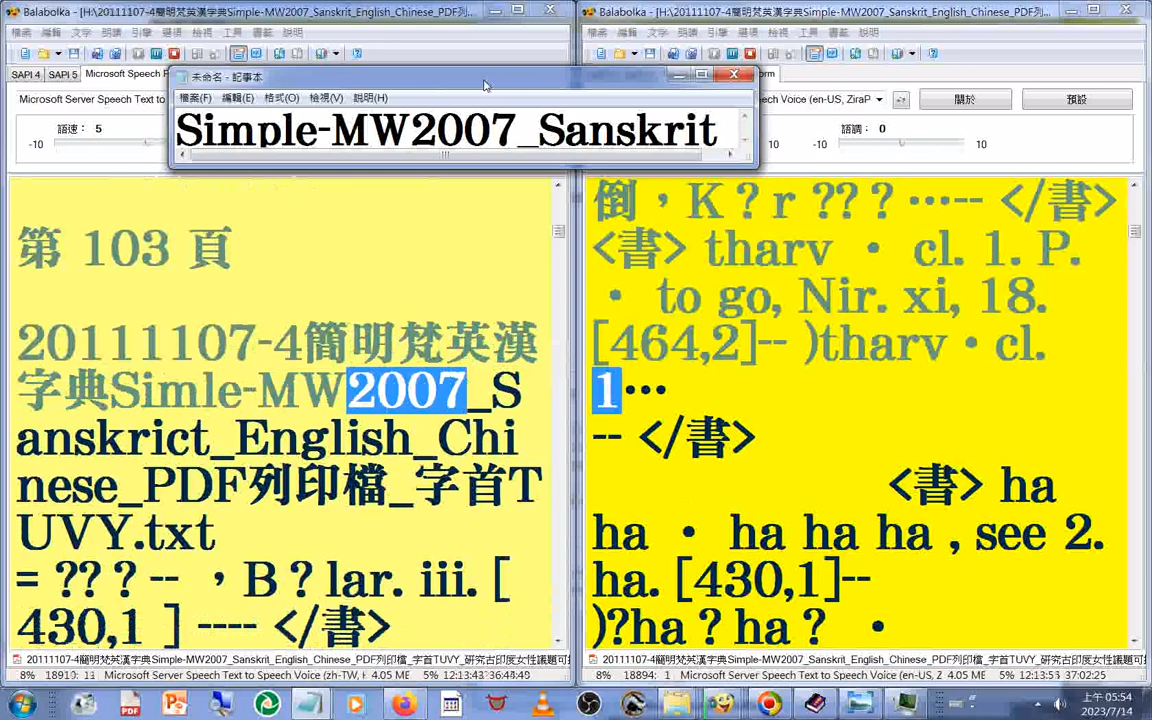 Balabolka - [H:\20111107-4簡明梵英漢字典Simple-MW2007_Sanskrit_English_Chinese_PDF列...
Balabolka - [H:\20111107-4簡明梵英漢字典Simple-MW2007_Sanskrit_English_Chinese_PDF列...
檔案 編輯 文字 朗讀 引擎 選項 檢視 工具 書籤 說明
檔案 編輯 文字 朗讀 引擎 選項 檢視 工具 書籤 說明
SAPI 4 SAPI 5 Microsoft Speech P
未命名 - 記事本
檔案(F) 編輯(E) 格式(O) 檢視(V) 說明(H)
Simple-MW2007_Sanskrit
Microsoft Server Speech Text to
語速: 5
-10
ech Voice (en-US, ZiraP
關於
預設
-10
語調: 0
-10 10
第 103 頁
20111107-4簡明梵英漢
字典Simle-MW2007_S
anskrict_English_Chi
nese_PDF列印檔_字首T
UVY.txt
= ???-- ,B?lar. iii. [
430,1 ] ---- </書>
倒,K?r ???…-- </書>
<書> tharv • cl. 1. P.
• to go, Nir. xi, 18.
[464,2]-- )tharv•cl.
1…
-- </書>
<書> ha
ha • ha ha ha , see 2.
ha. [430,1]--
)?ha?ha? •
20111107-4簡明梵英漢字典Simple-MW2007_Sanskrit_English_Chinese_PDF列印檔_字首TUVY_研究古印度女性議題可
20111107-4簡明梵英漢字典Simple-MW2007_Sanskrit_English_Chinese_PDF列印檔_字首TUVY_研究古印度女性議題可
8% 18919: 11 Microsoft Server Speech Text to Speech Voice (zh-TW, H 4.05 MB 5% 12:13:43/36:44:49
8% 18894: 1 Microsoft Server Speech Text to Speech Voice (en-US, Z 4.05 MB 5% 12:13:53/37:02:25
上午 05:54
2023/7/14